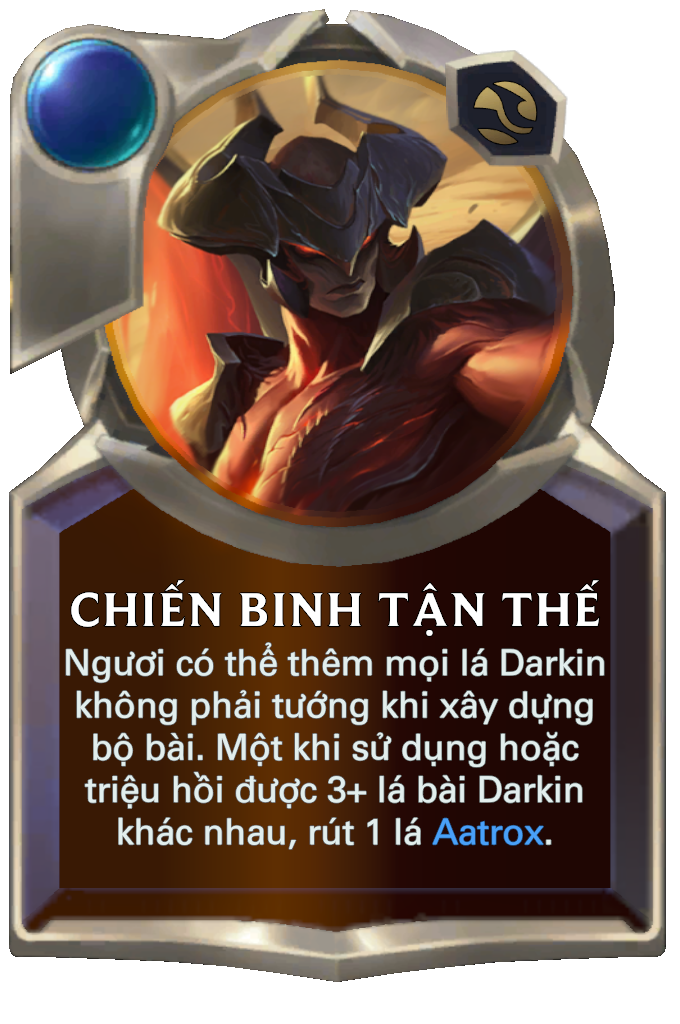 CHIẾN BINH TẬN THẾ
Ngươi có thể thêm mọi lá Darkin
không phải tướng khi xây dựng
bộ bài. Một khi sử dụng hoặc
triệu hồi được 3+ lá bài Darkin
khác nhau, rút 1 lá Aatrox.